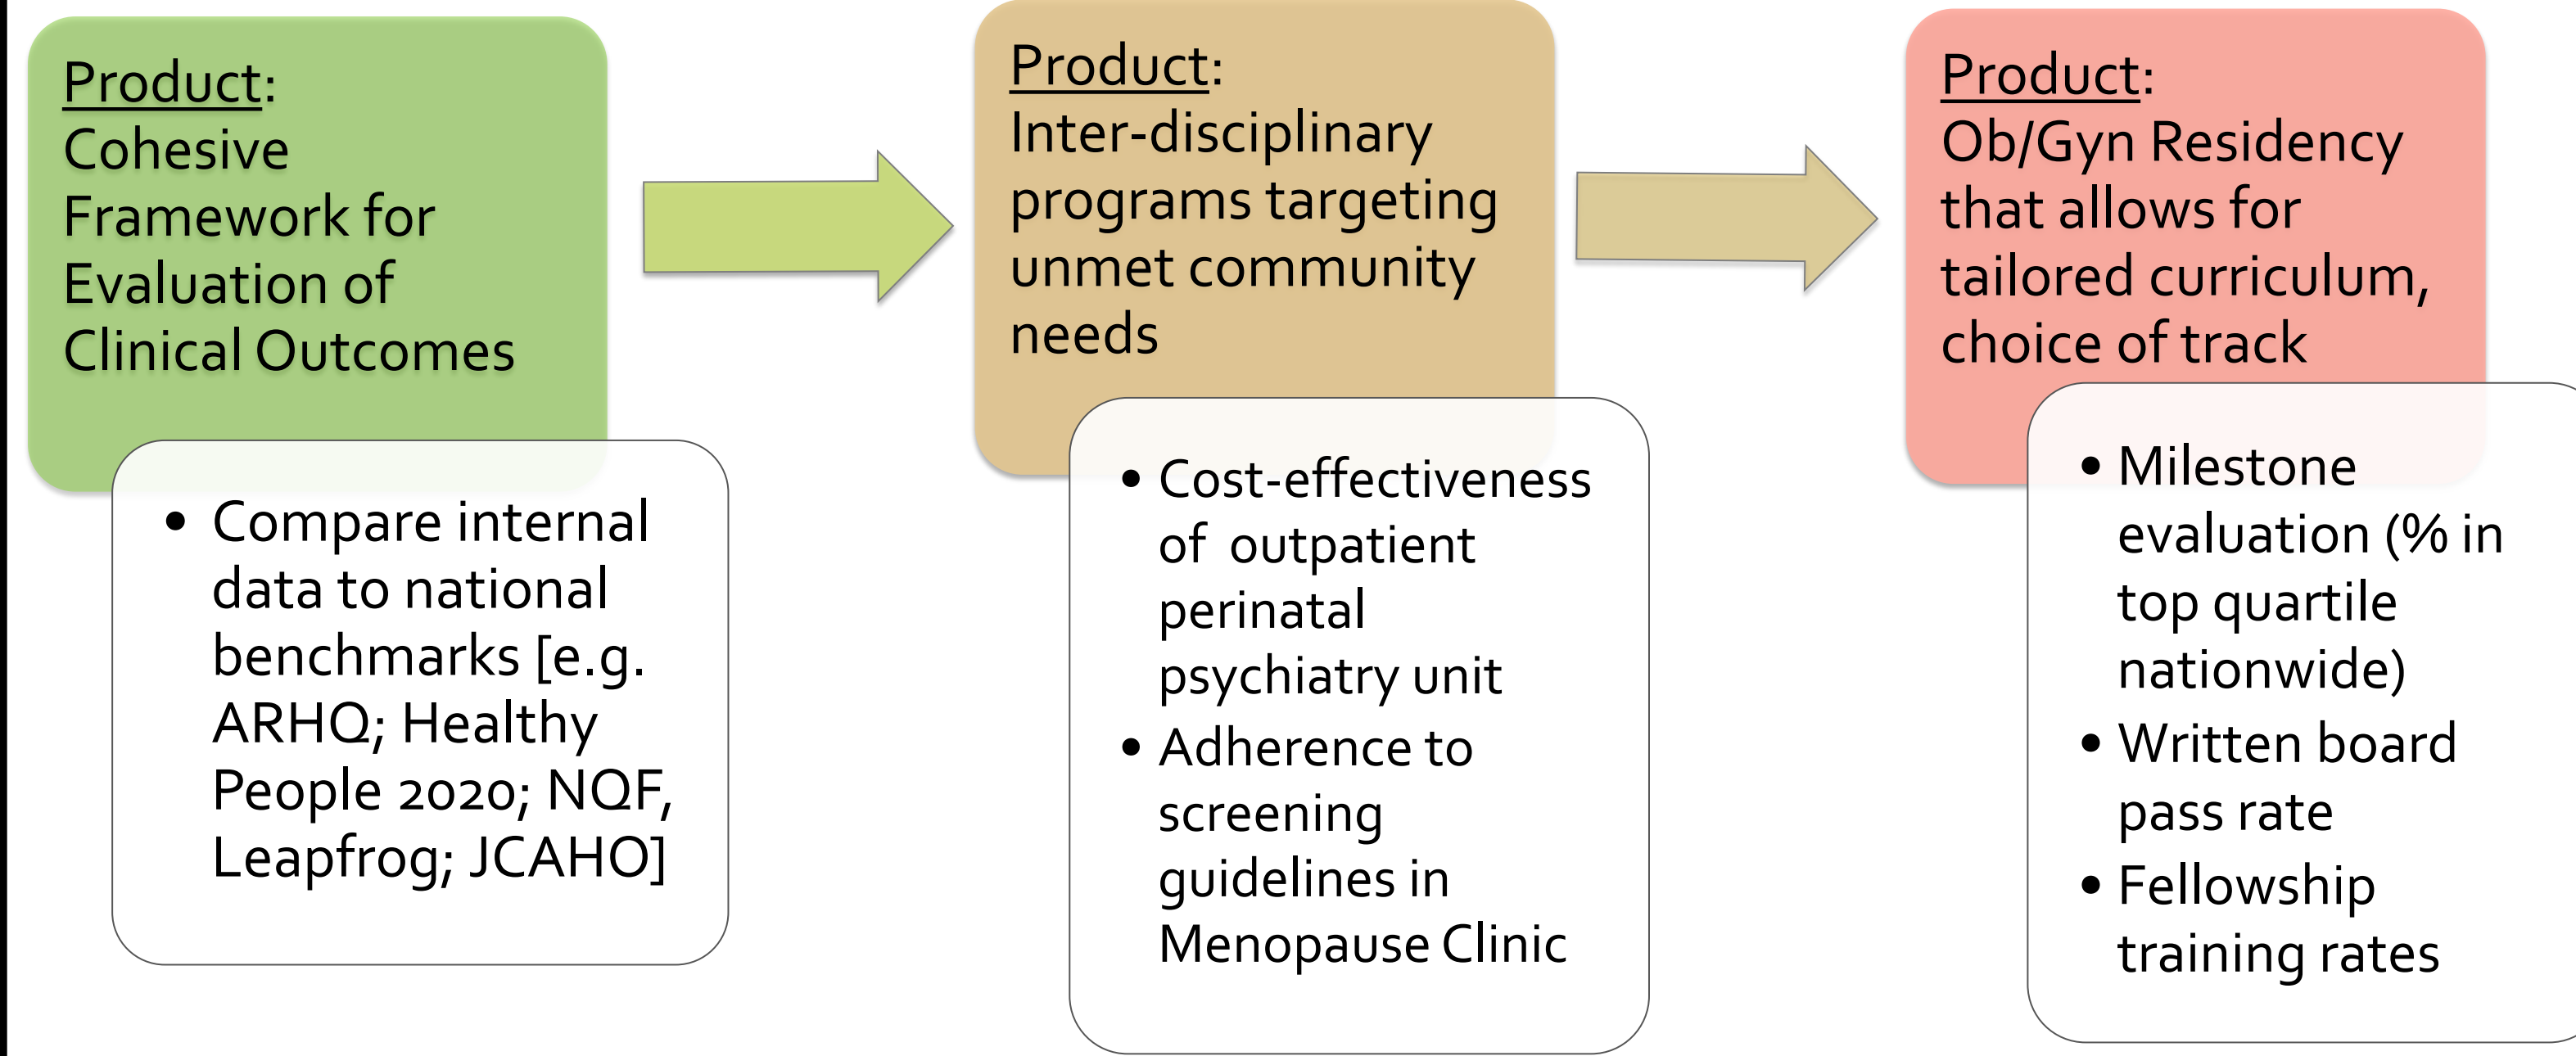 Product:
Cohesive
Framework for
Evaluation of
Clinical Outcomes
• Compare internal
data to national
benchmarks [e.g.
ARHQ; Healthy
People 2020; NQF,
Leapfrog; JCAHO]
Product:
Inter-disciplinary
programs targeting
unmet community
needs
• Cost-effectiveness
of outpatient
perinatal
psychiatry unit
• Adherence to
screening
guidelines in
Menopause Clinic
Product:
Ob/Gyn Residency
that allows for
tailored curriculum,
choice of track
• Milestone
evaluation (% in
top quartile
nationwide)
• Written board
pass rate
• Fellowship
training rates